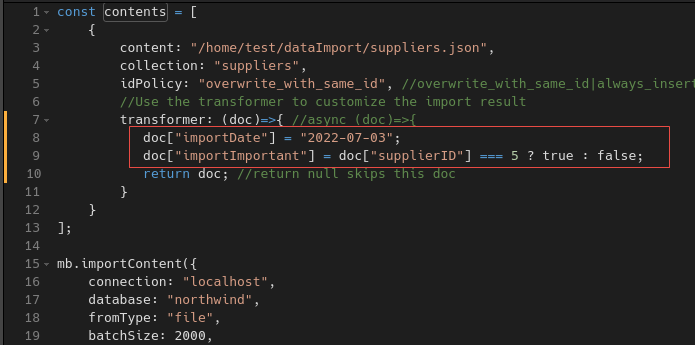 1 const contents = [
2 {
3 content: "/home/test/dataImport/suppliers.json",
4 collection: "suppliers",
5 idPolicy: "overwrite_with_same_id", //overwrite_with_same_id|always_insert
6 //Use the transformer to customize the import result
7 transformer: (doc)=>{ //async (doc)=>{
8 doc["importDate"] = "2022-07-03";
9 doc["importImportant"] = doc["supplierID"] === 5 ? true : false;
10 return doc; //return null skips this doc
11 }
12 }
13 ];
14
15 mb.importContent({
16 connection: "localhost",
17 database: "northwind",
18 fromType: "file",
19 batchSize: 2000,